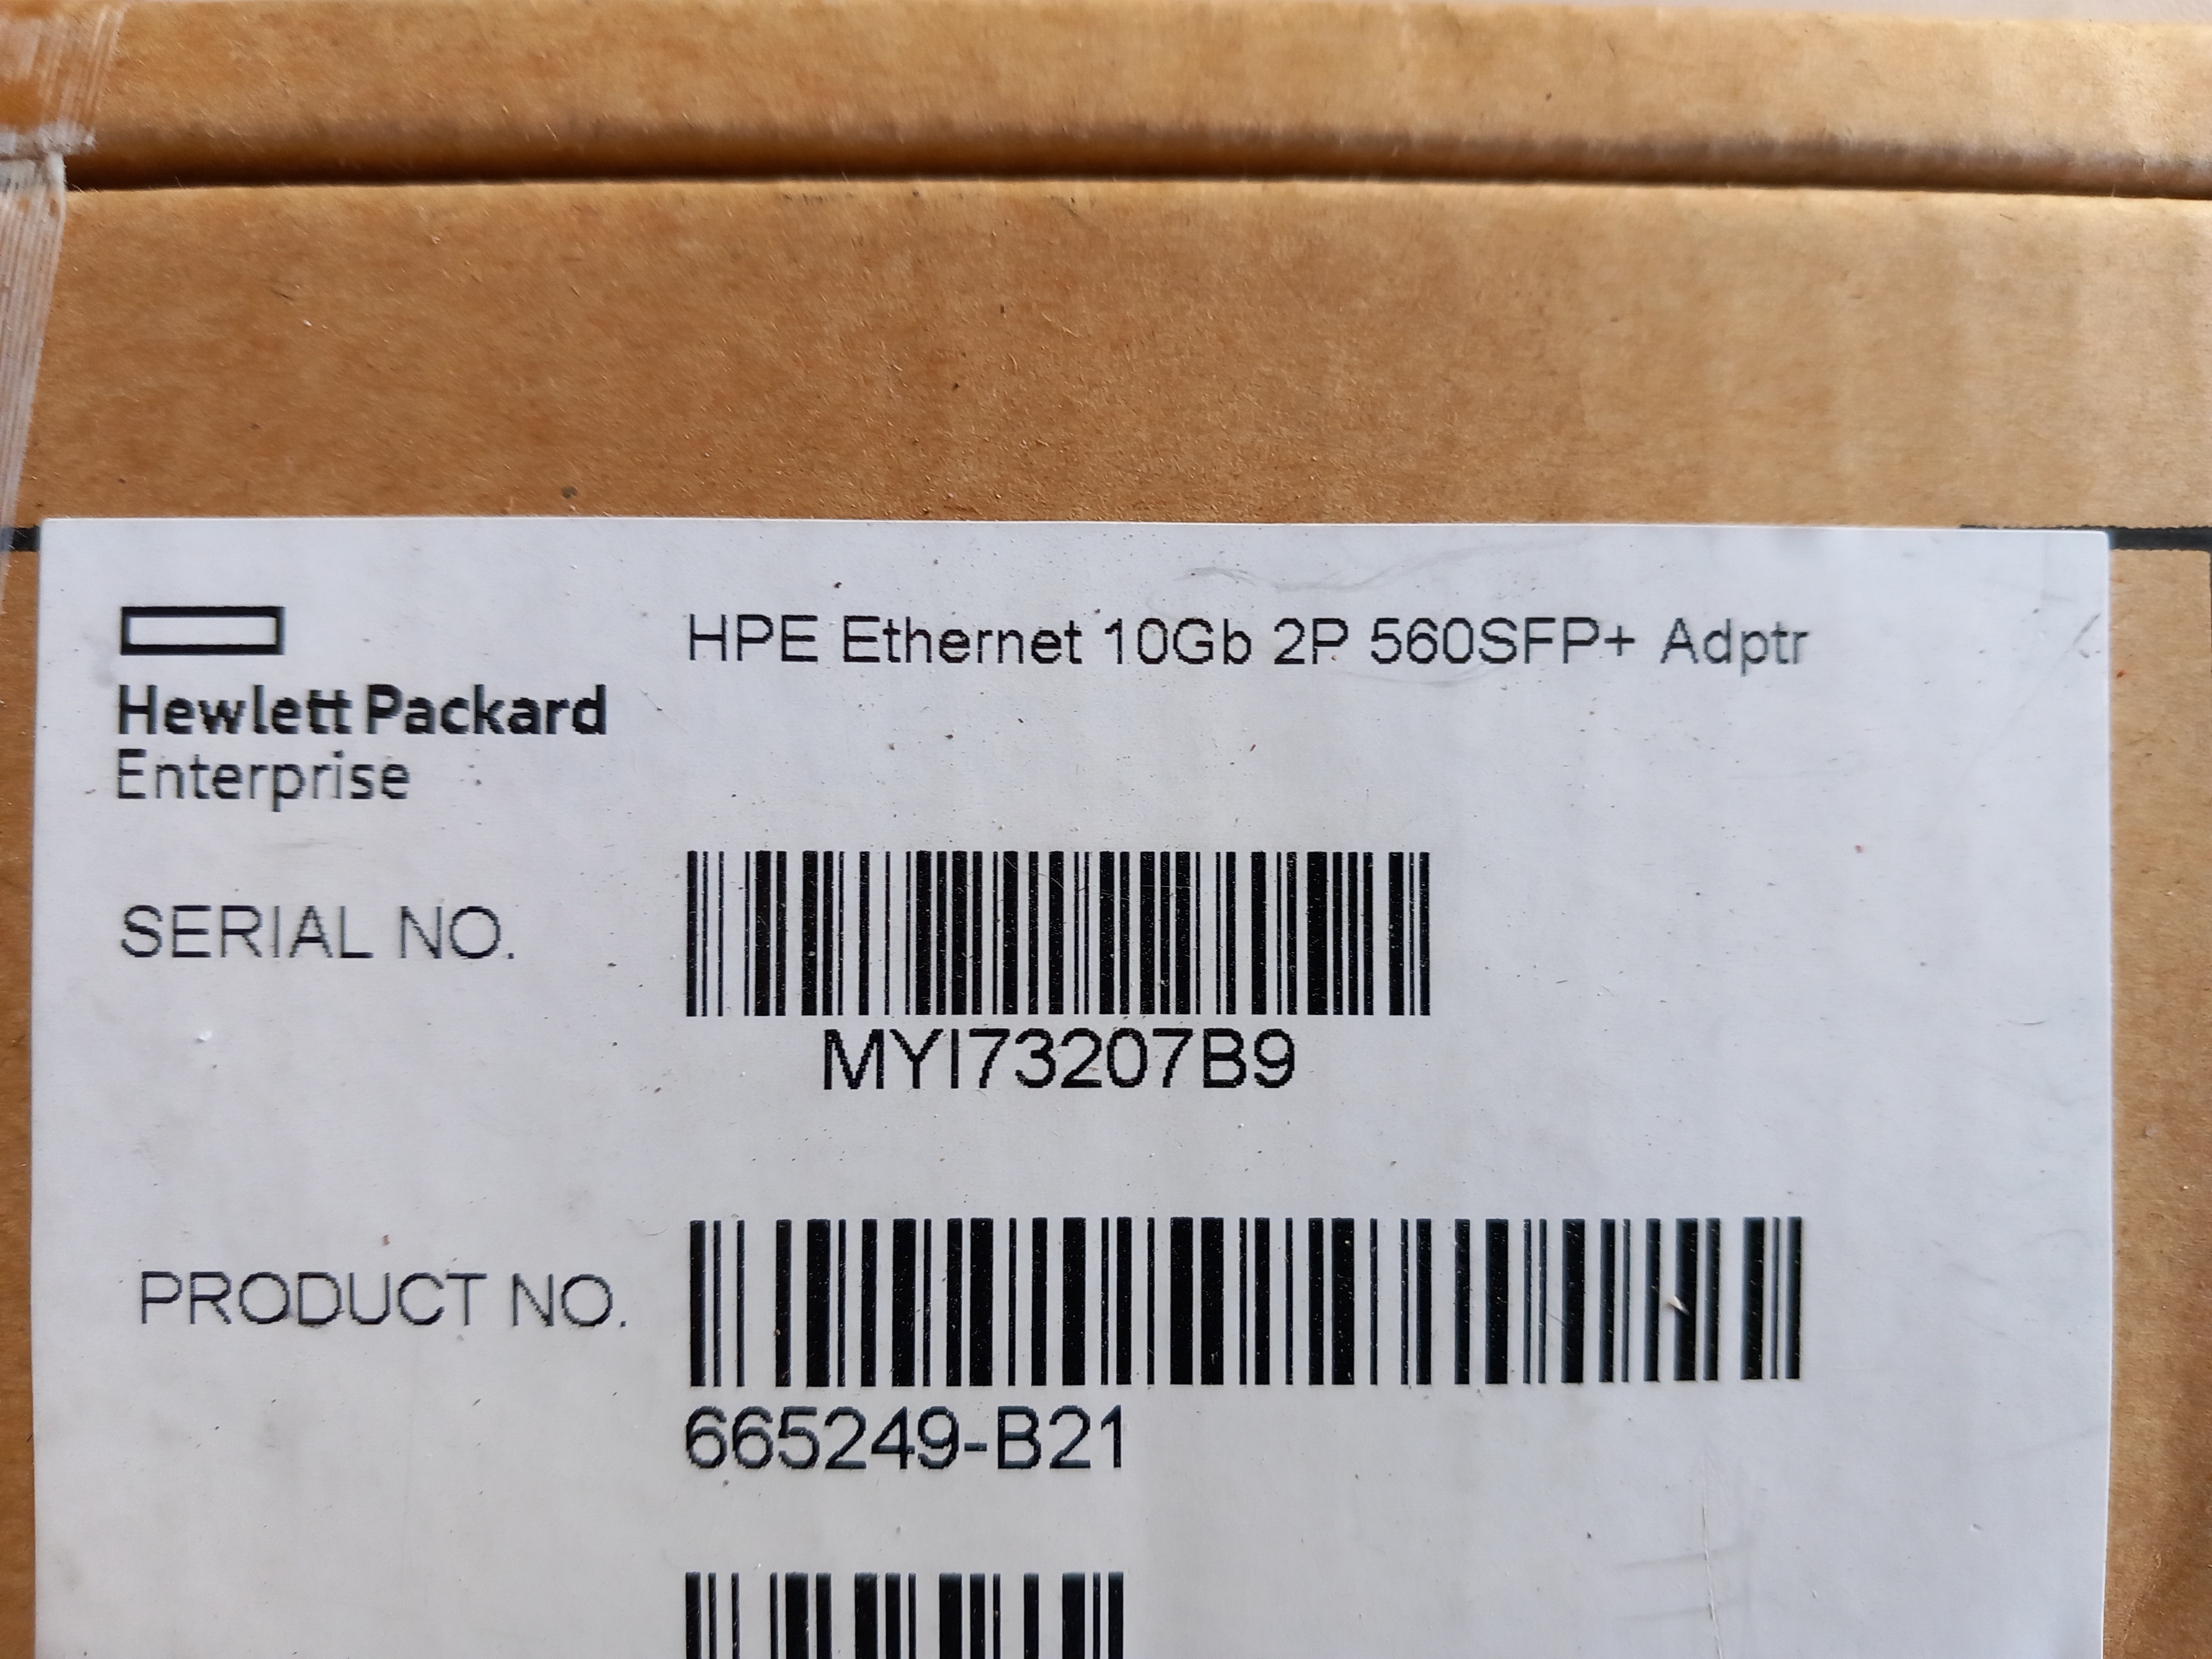 HPE Ethernet 10Gb 2P 560SFP+ Adptr
Hewlett Packard
Enterprise
SERIAL NO.
MYI73207B9
PRODUCT NO.
665249-B21